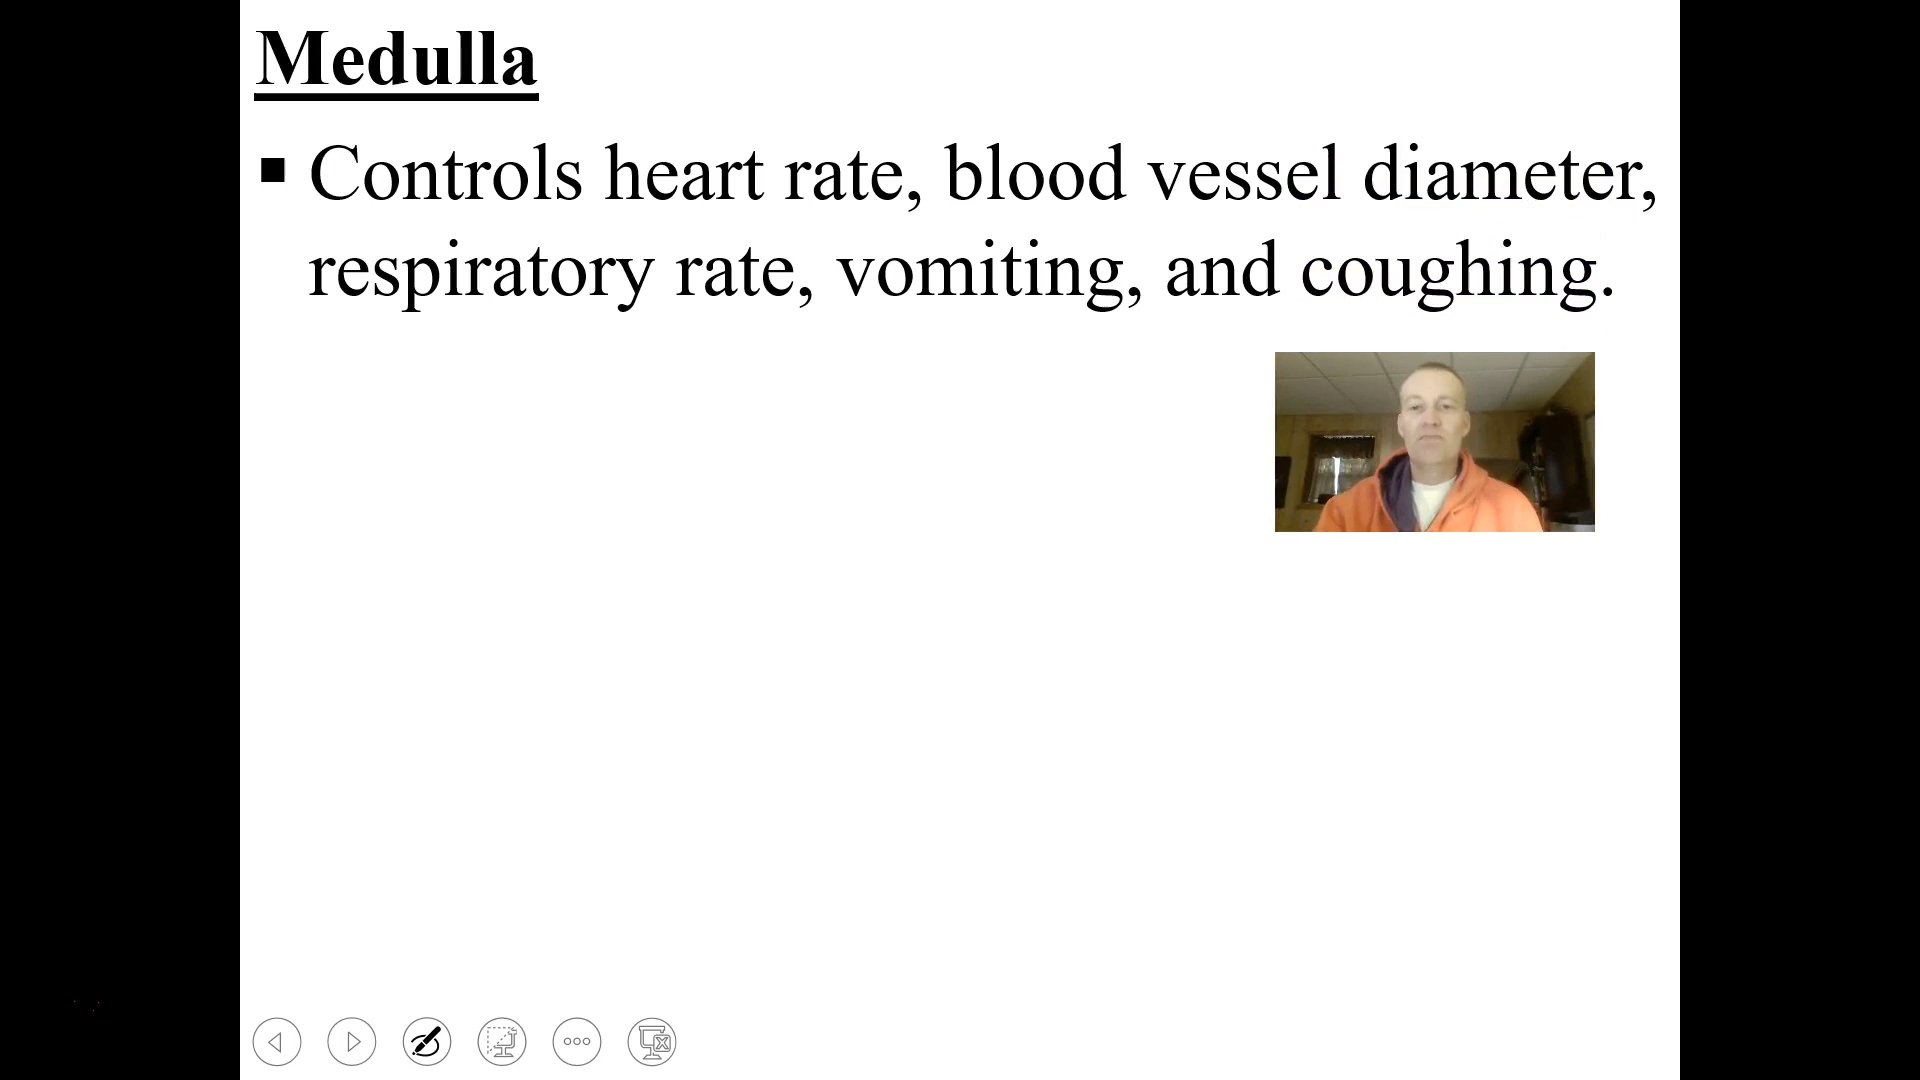 Medulla
▪ Controls heart rate, blood vessel diameter,
respiratory rate, vomiting, and coughing.